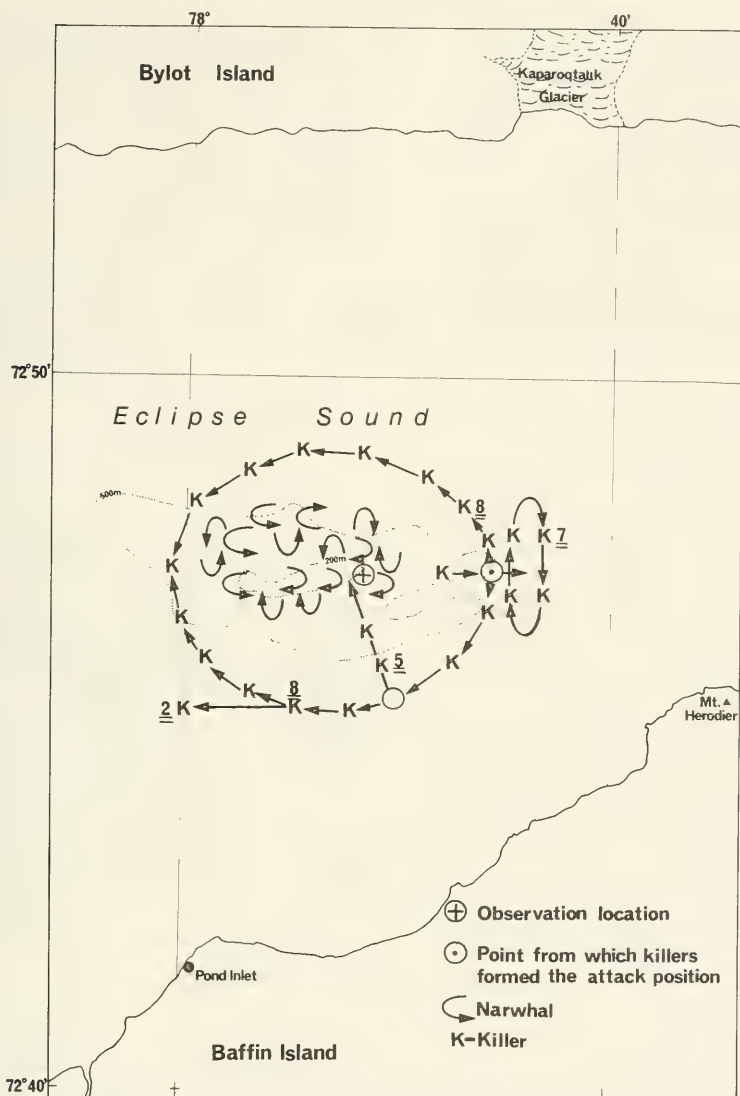 78°
40'
Bylot Island
Kaparoqtalik
Glacier
72°50'
Eclipse Sound
K
K
K
K
K
8
K
500m
K
K
K
7
K
200m
K
K
K
K
K
K
K
K
5
K
K
8
2
K
K
K
Mt.
Herodier
Observation location
Point from which killers
formed the attack position
Narwhal
K-Killer
Pond Inlet
Baffin Island
72°40'